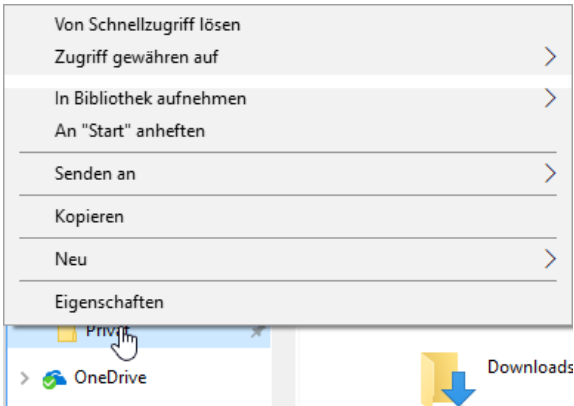 Von Schnellzugriff lösen
Zugriff gewähren auf
In Bibliothek aufnehmen
An "Start" anheften
Senden an
Kopieren
Neu
Eigenschaften
Privat
OneDrive
Downloads